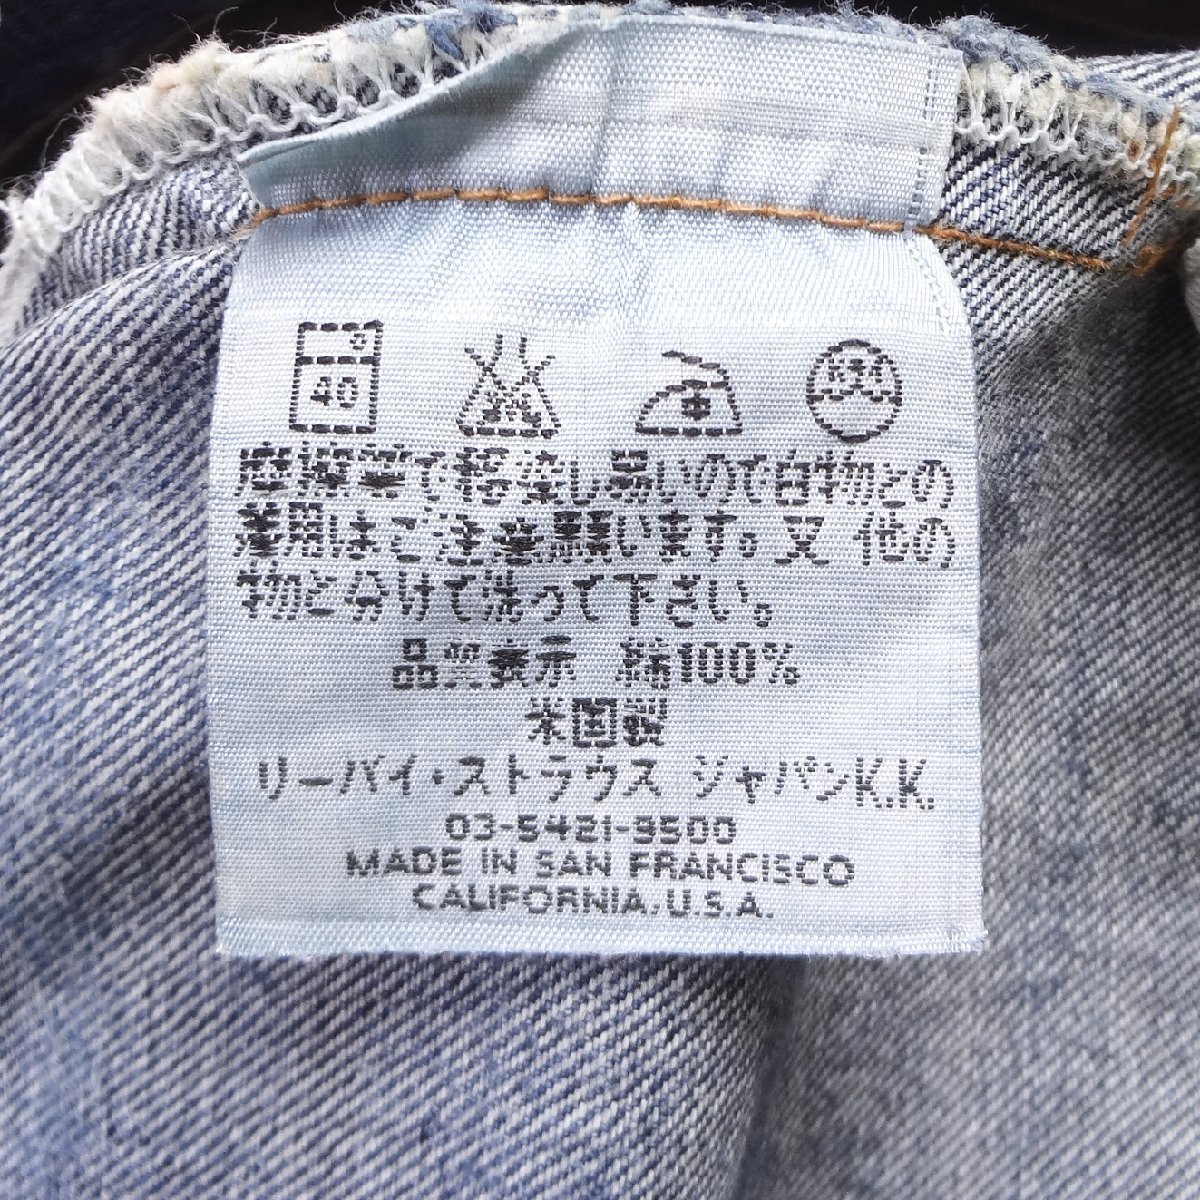 40
摩擦等で移染し易いので白物との
着用はご注意願います。又 他の
物と分けて洗って下さい。
品質表示 綿100%
米国製
リーバイ・ストラウス ジャパンK.K.
03-5421-3500
MADE IN SAN FRANCISCO
CALIFORNIA, U.S.A.